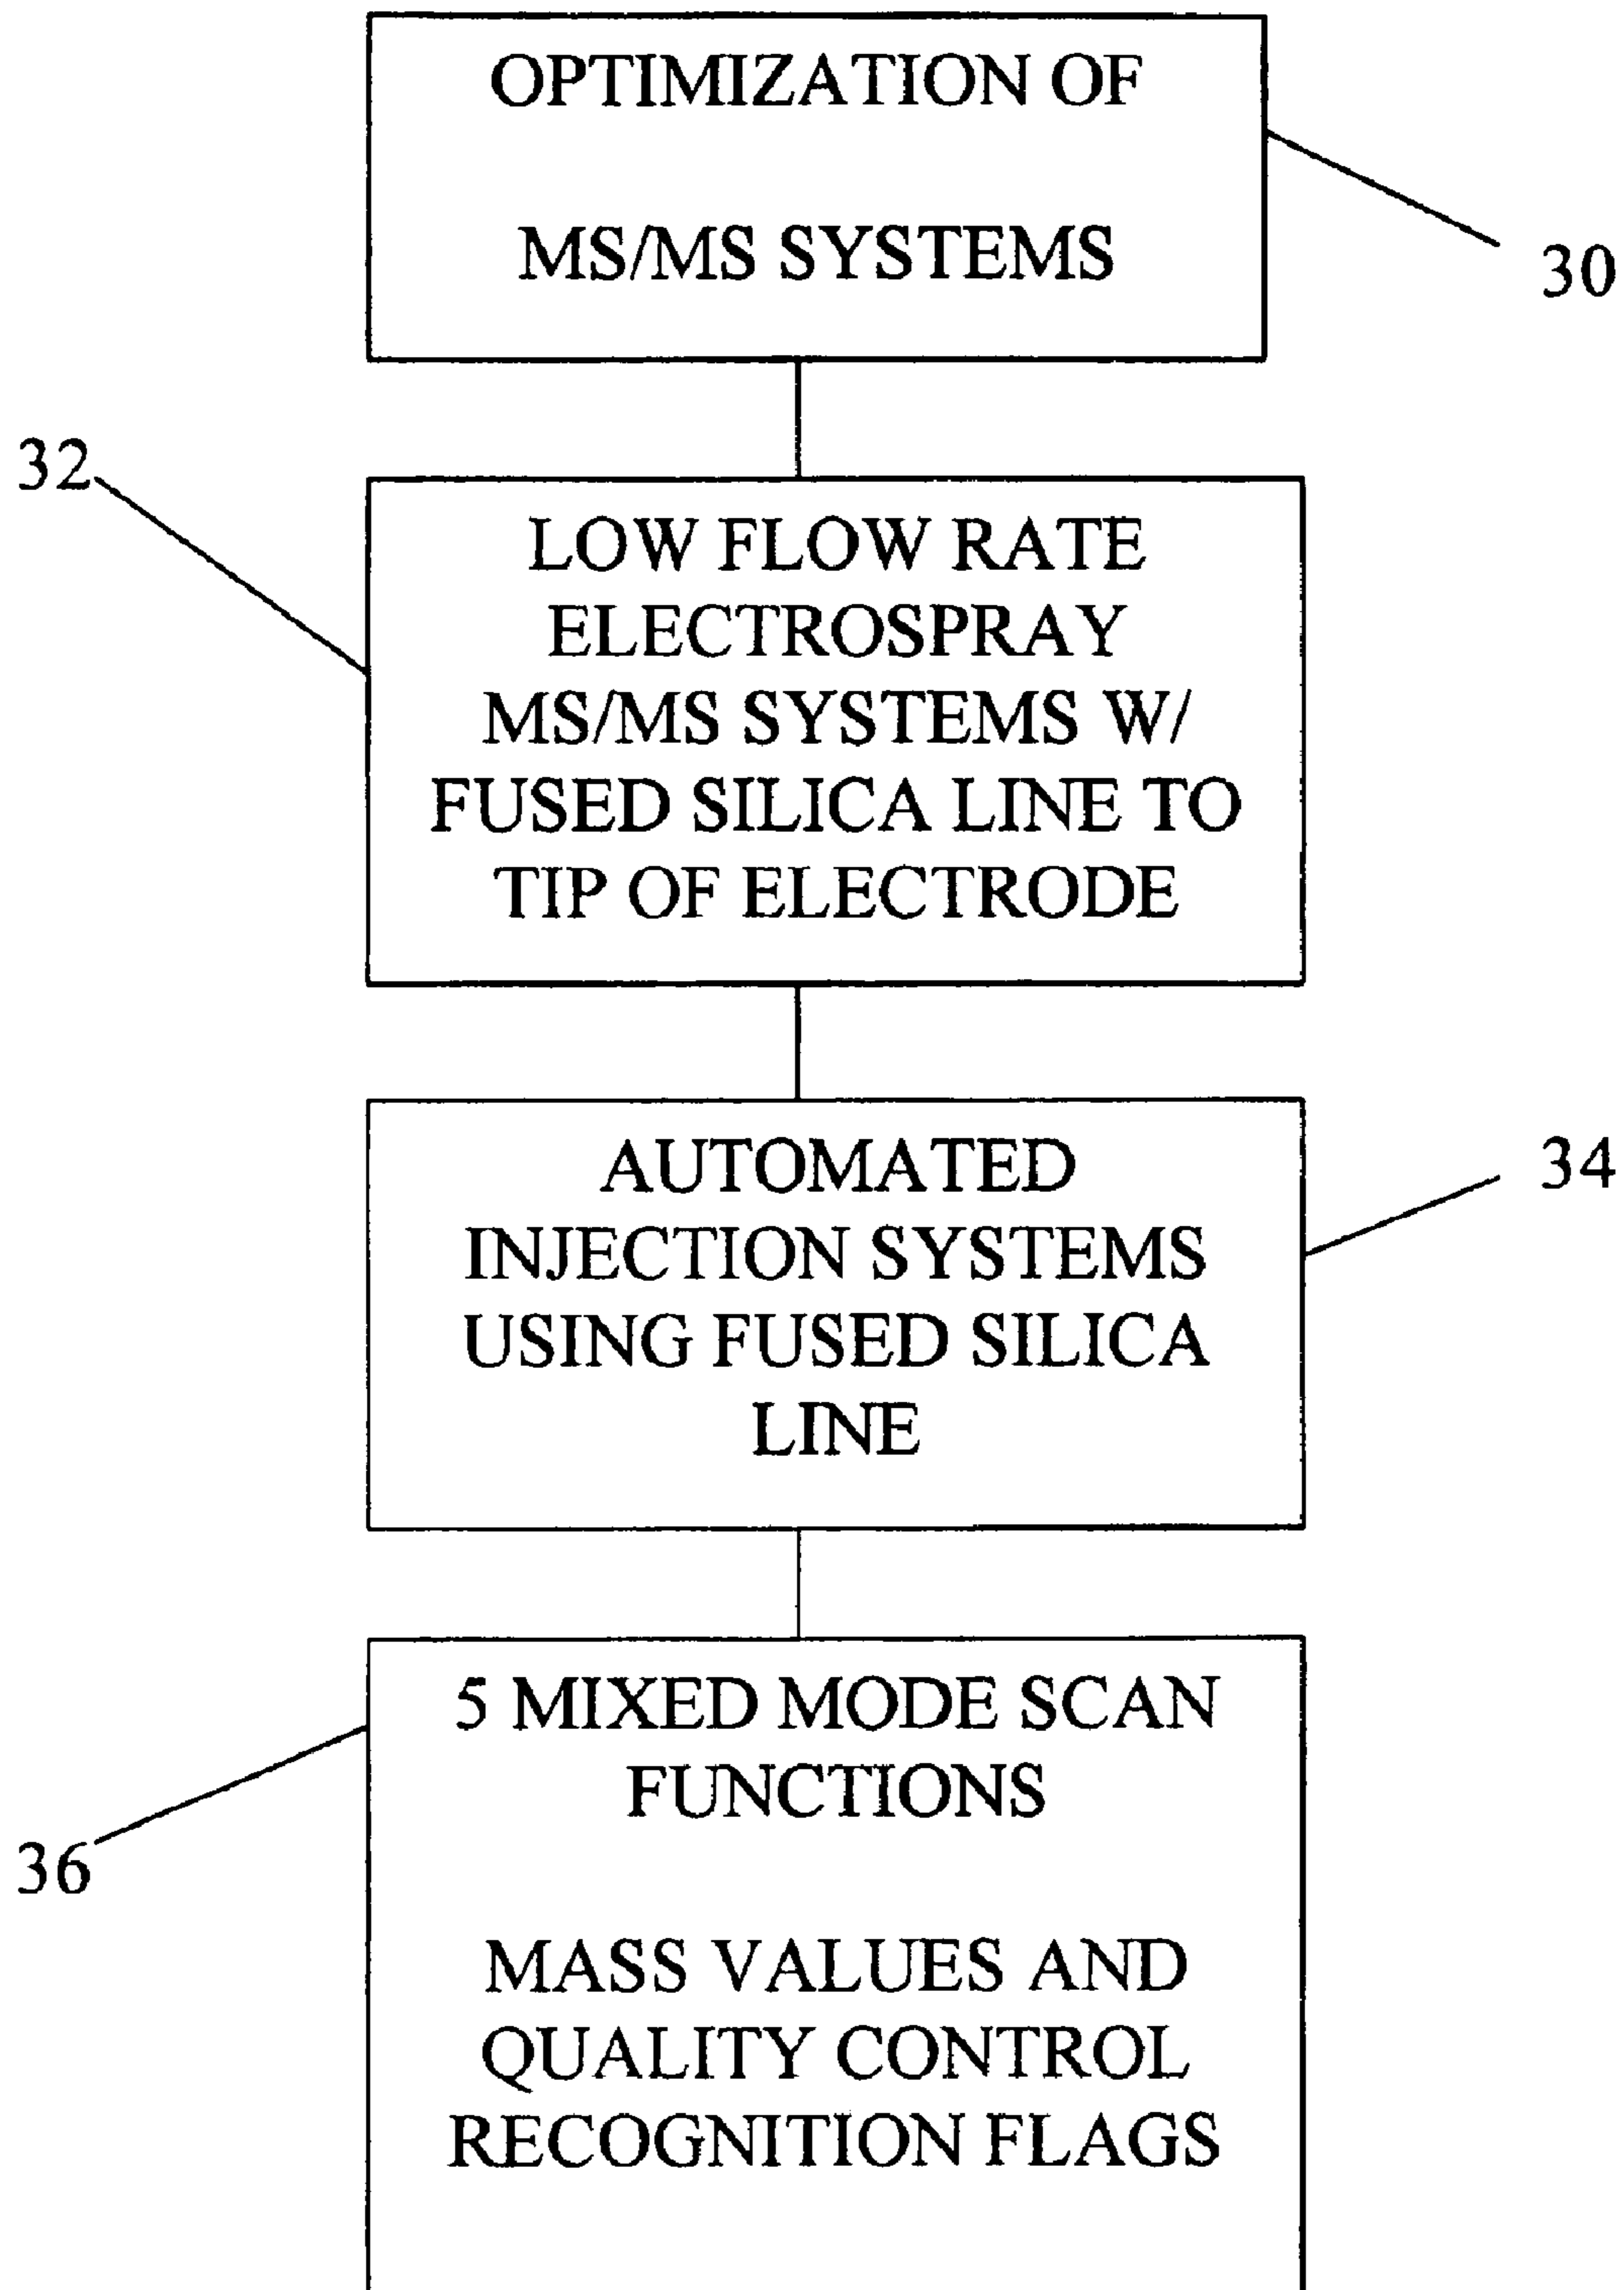 OPTIMIZATION OF
MS/MS SYSTEMS
30
32
LOW FLOW RATE
ELECTROSPRAY
MS/MS SYSTEMS W/
FUSED SILICA LINE TO
TIP OF ELECTRODE
AUTOMATED
INJECTION SYSTEMS
USING FUSED SILICA
LINE
34
5 MIXED MODE SCAN
FUNCTIONS
36
MASS VALUES AND
QUALITY CONTROL
RECOGNITION FLAGS